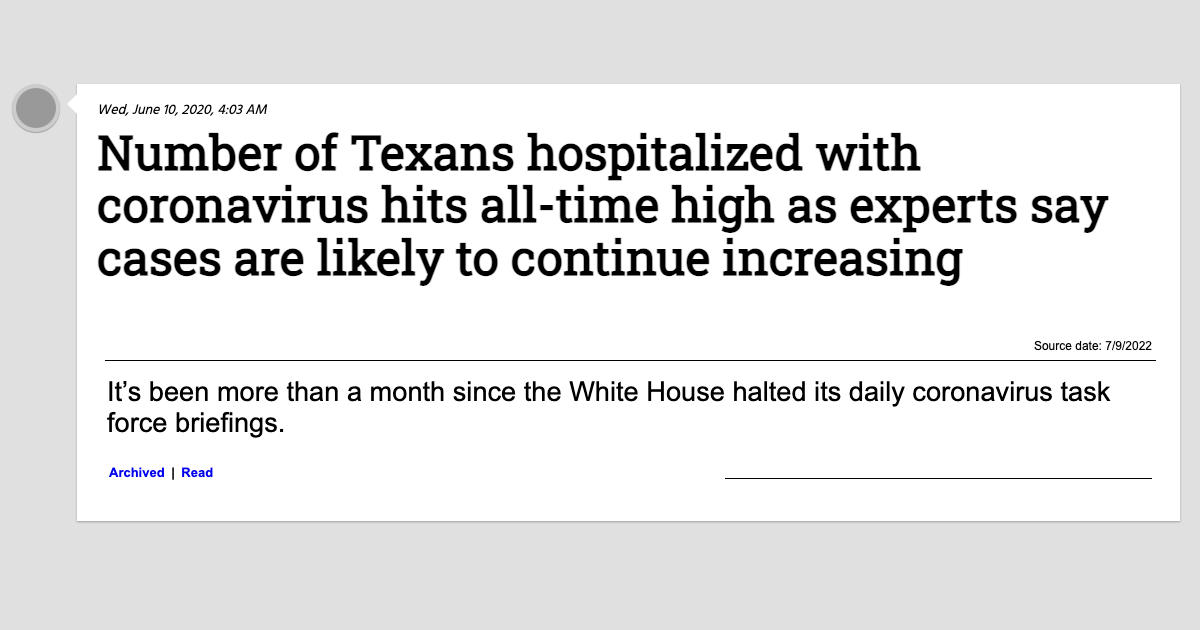 Wed, June 10, 2020, 4:03 AM
Number of Texans hospitalized with
coronavirus hits all-time high as experts say
cases are likely to continue increasing
Source date: 7/9/2022
It’s been more than a month since the White House halted its daily coronavirus task
force briefings.
Archived | Read